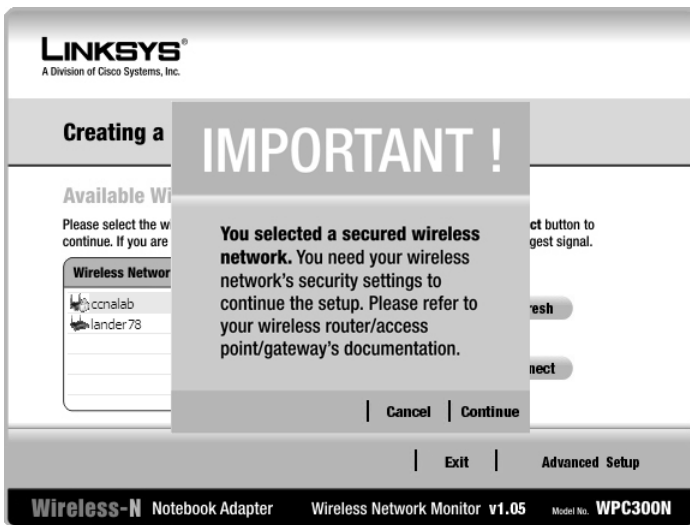 LINKSYS®
A Division of Cisco Systems, Inc.
Creating a
IMPORTANT !
Available Wi
Please select the w
ct button to
continue. If you are
gest signal.
You selected a secured wireless
network. You need your wireless
network's security settings to
continue the setup. Please refer to
your wireless router/access
point/gateway's documentation.
Wireless Networ
ccnalab
lander78
resh
nect
Cancel Continue
Exit Advanced Setup
Wireless-N Notebook Adapter Wireless Network Monitor v1.05 Model No. WPC300N